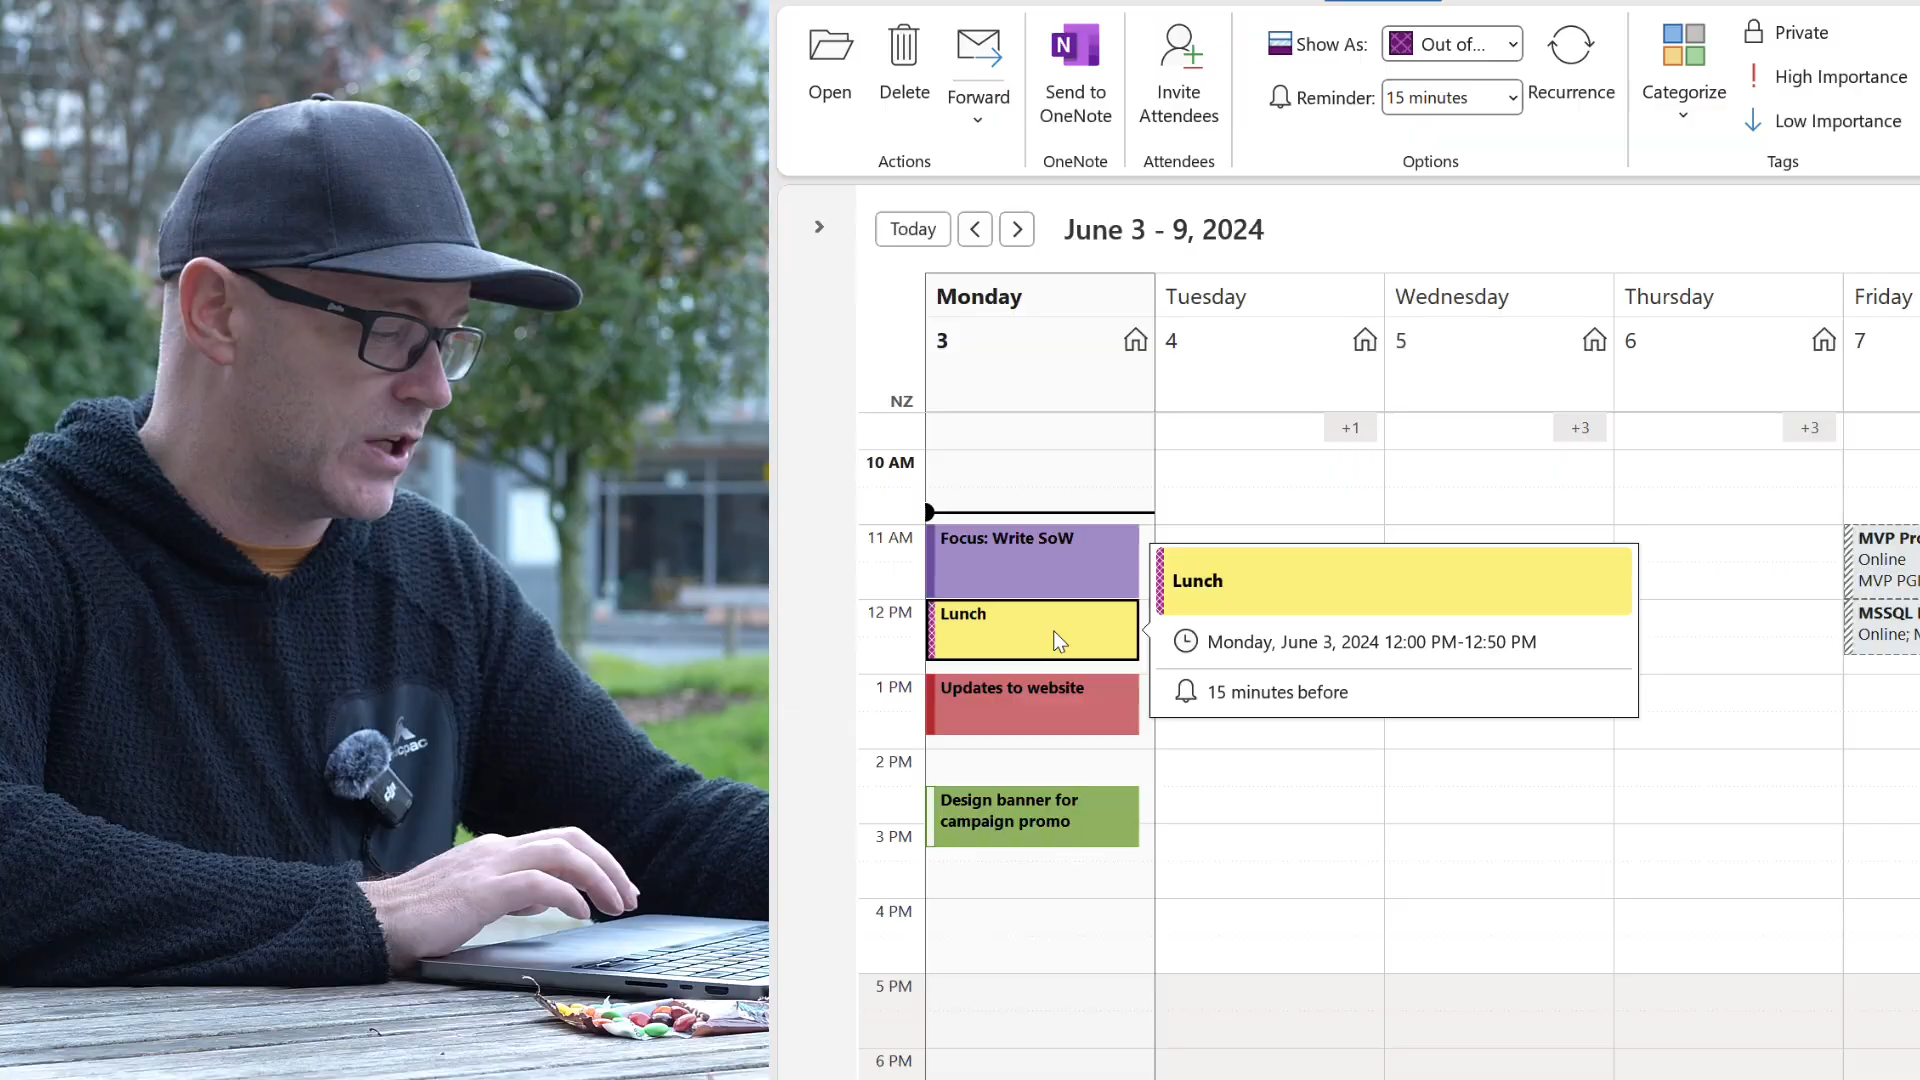 Open
Delete
Forward
Send to
OneNote
Invite
Attendees
Show As:
Out of...
Reminder:
15 minutes
Recurrence
Categorize
Private
High Importance
Low Importance
Actions
OneNote
Attendees
Options
Tags
Today
June 3 - 9, 2024
Monday
Tuesday
Wednesday
Thursday
Friday
3
4
5
6
7
NZ
+1
+3
+3
10 AM
11 AM
Focus: Write SoW
MVP Pro
Online
MVP PG
12 PM
Lunch
Lunch
Monday, June 3, 2024 12:00 PM-12:50 PM
15 minutes before
MSSQL
Online;
1 PM
Updates to website
2 PM
Design banner for
campaign promo
3 PM
4 PM
5 PM
6 PM
N
dji